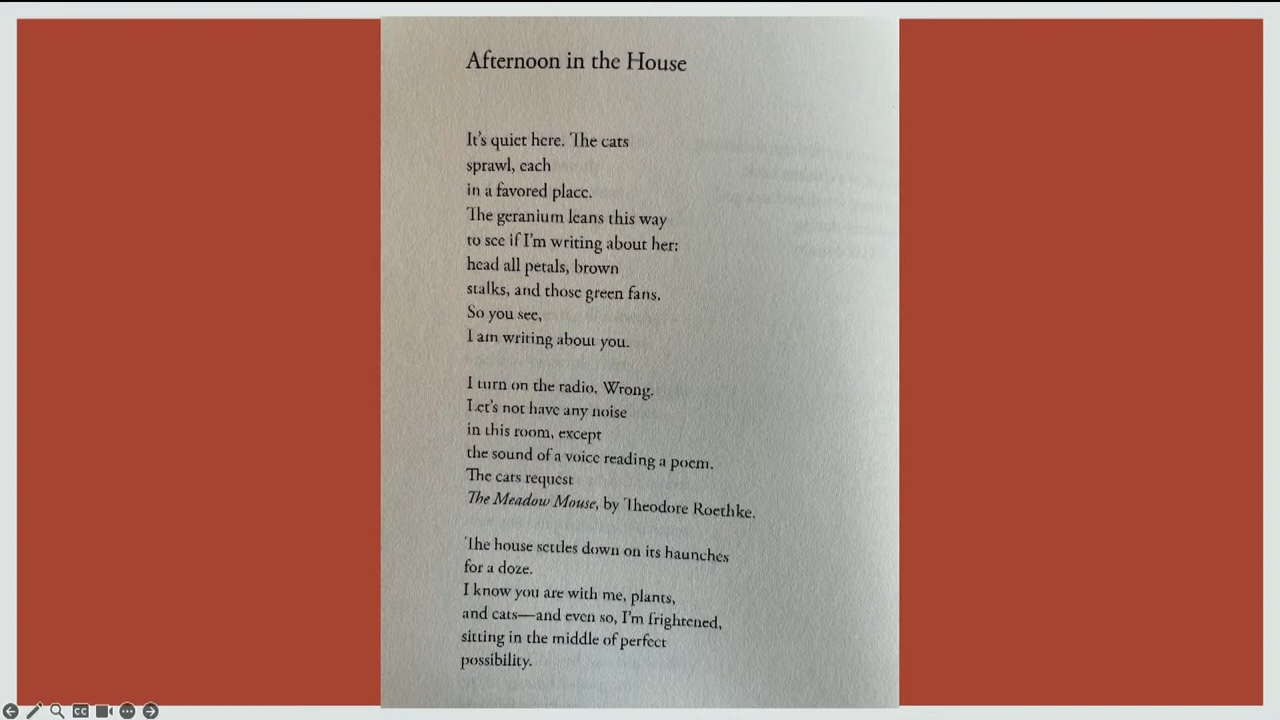 Afternoon in the House
It's quiet here. The cats
sprawl, each
in a favored place.
The geranium leans this way
to see if I'm writing about her:
head all petals, brown
stalks, and those green fans.
So you see,
I am writing about you.
I turn on the radio. Wrong.
Let's not have any noise
in this room, except
the sound of a voice reading a poem.
The cats request
The Meadow Mouse, by Theodore Roethke.
The house settles down on its haunches
for a doze.
I know you are with me, plants,
and cats—and even so, I'm frightened,
sitting in the middle of perfect
possibility.
CC